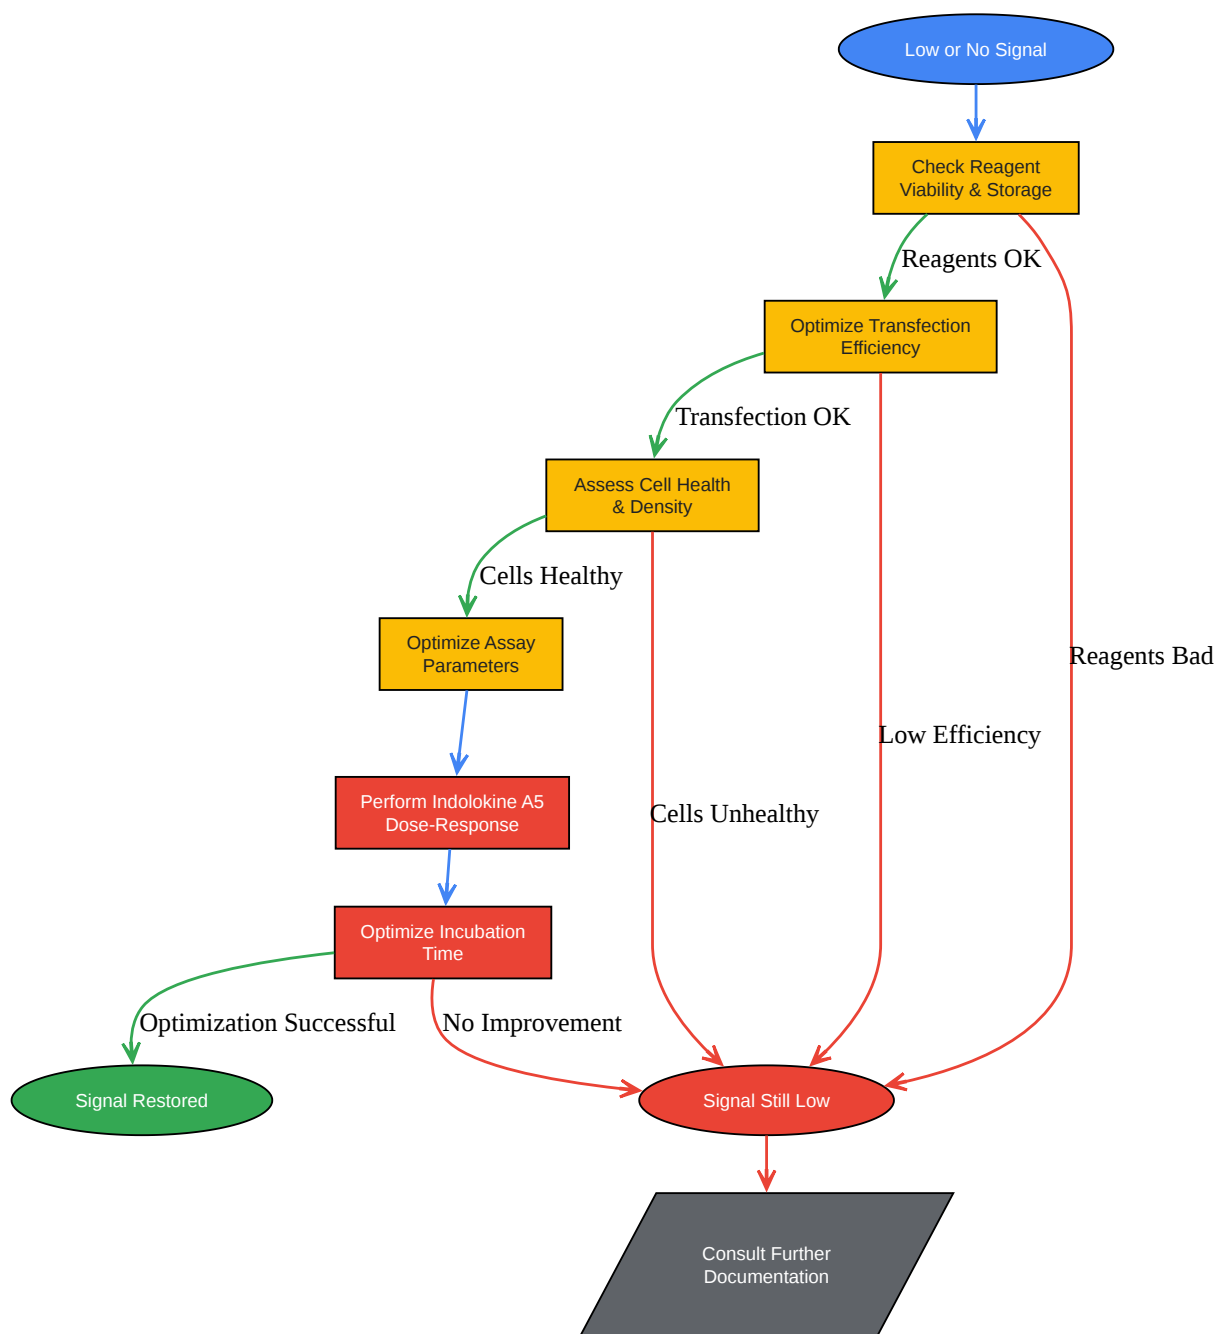 Low or No Signal
Check Reagent
Viability & Storage
Reagents OK
Optimize Transfection
Efficiency
Transfection OK
Assess Cell Health
& Density
Cells Healthy
Optimize Assay
Parameters
Reagents Bad
Low Efficiency
Perform Indolokine A5
Dose-Response
Cells Unhealthy
Optimize Incubation
Time
Optimization Successful
No Improvement
Signal Restored
Signal Still Low
Consult Further
Documentation